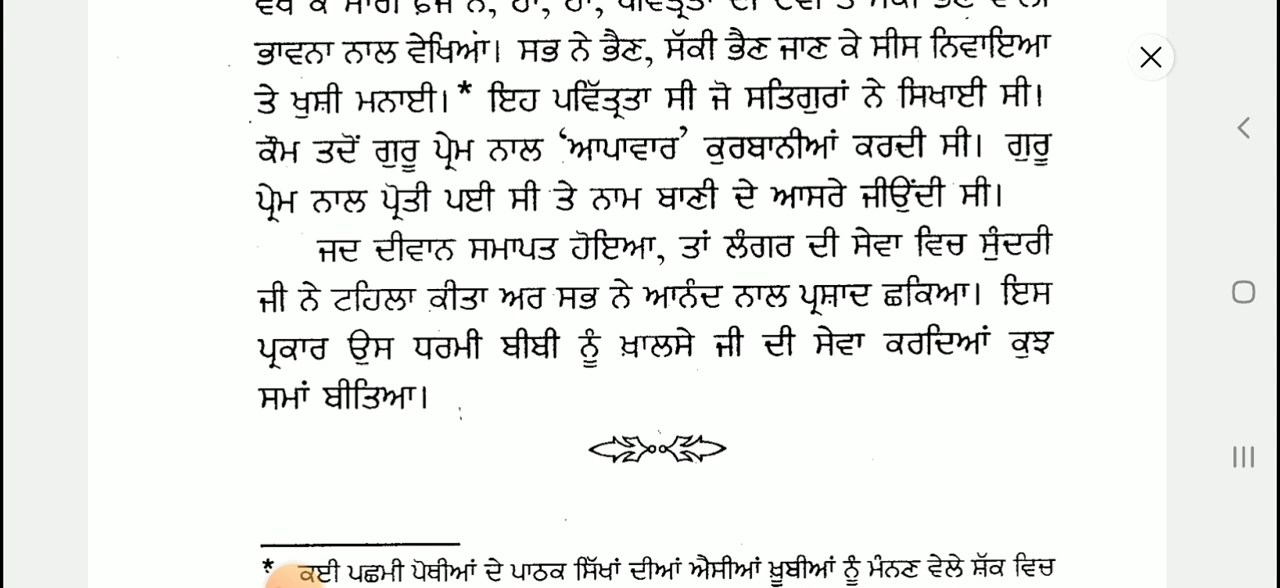 ਭਾਵਨਾ ਨਾਲ ਵੇਖਿਆਂ। ਸਭ ਨੇ ਭੈਣ, ਸੱਕੀ ਭੈਣ ਜਾਣ ਕੇ ਸੀਸ ਨਿਵਾਇਆ
ਤੇ ਖੁਸ਼ੀ ਮਨਾਈ।* ਇਹ ਪਵਿੱਤ੍ਰਤਾ ਸੀ ਜੋ ਸਤਿਗੁਰਾਂ ਨੇ ਸਿਖਾਈ ਸੀ।
ਕੌਮ ਤਦੋਂ ਗੁਰੂ ਪ੍ਰੇਮ ਨਾਲ ‘ਆਪਾਵਾਰ’ ਕੁਰਬਾਨੀਆਂ ਕਰਦੀ ਸੀ। ਗੁਰੂ
ਪ੍ਰੇਮ ਨਾਲ ਪ੍ਰੋਤੀ ਪਈ ਸੀ ਤੇ ਨਾਮ ਬਾਣੀ ਦੇ ਆਸਰੇ ਜੀਉਂਦੀ ਸੀ।
ਜਦ ਦੀਵਾਨ ਸਮਾਪਤ ਹੋਇਆ, ਤਾਂ ਲੰਗਰ ਦੀ ਸੇਵਾ ਵਿਚ ਸੁੰਦਰੀ
ਜੀ ਨੇ ਟਹਿਲਾ ਕੀਤਾ ਅਰ ਸਭ ਨੇ ਆਨੰਦ ਨਾਲ ਪ੍ਰਸ਼ਾਦ ਛਕਿਆ। ਇਸ
ਪ੍ਰਕਾਰ ਉਸ ਧਰਮੀ ਬੀਬੀ ਨੂੰ ਖ਼ਾਲਸੇ ਜੀ ਦੀ ਸੇਵਾ ਕਰਦਿਆਂ ਕੁਝ
ਸਮਾਂ ਬੀਤਿਆ।
* ਕਈ ਪਛਮੀ ਪੋਥੀਆਂ ਦੇ ਪਾਠਕ ਸਿੱਖਾਂ ਦੀਆਂ ਐਸੀਆਂ ਖ਼ੂਬੀਆਂ ਨੂੰ ਮੰਨਣ ਵੇਲੇ ਸ਼ੱਕ ਵਿਚ